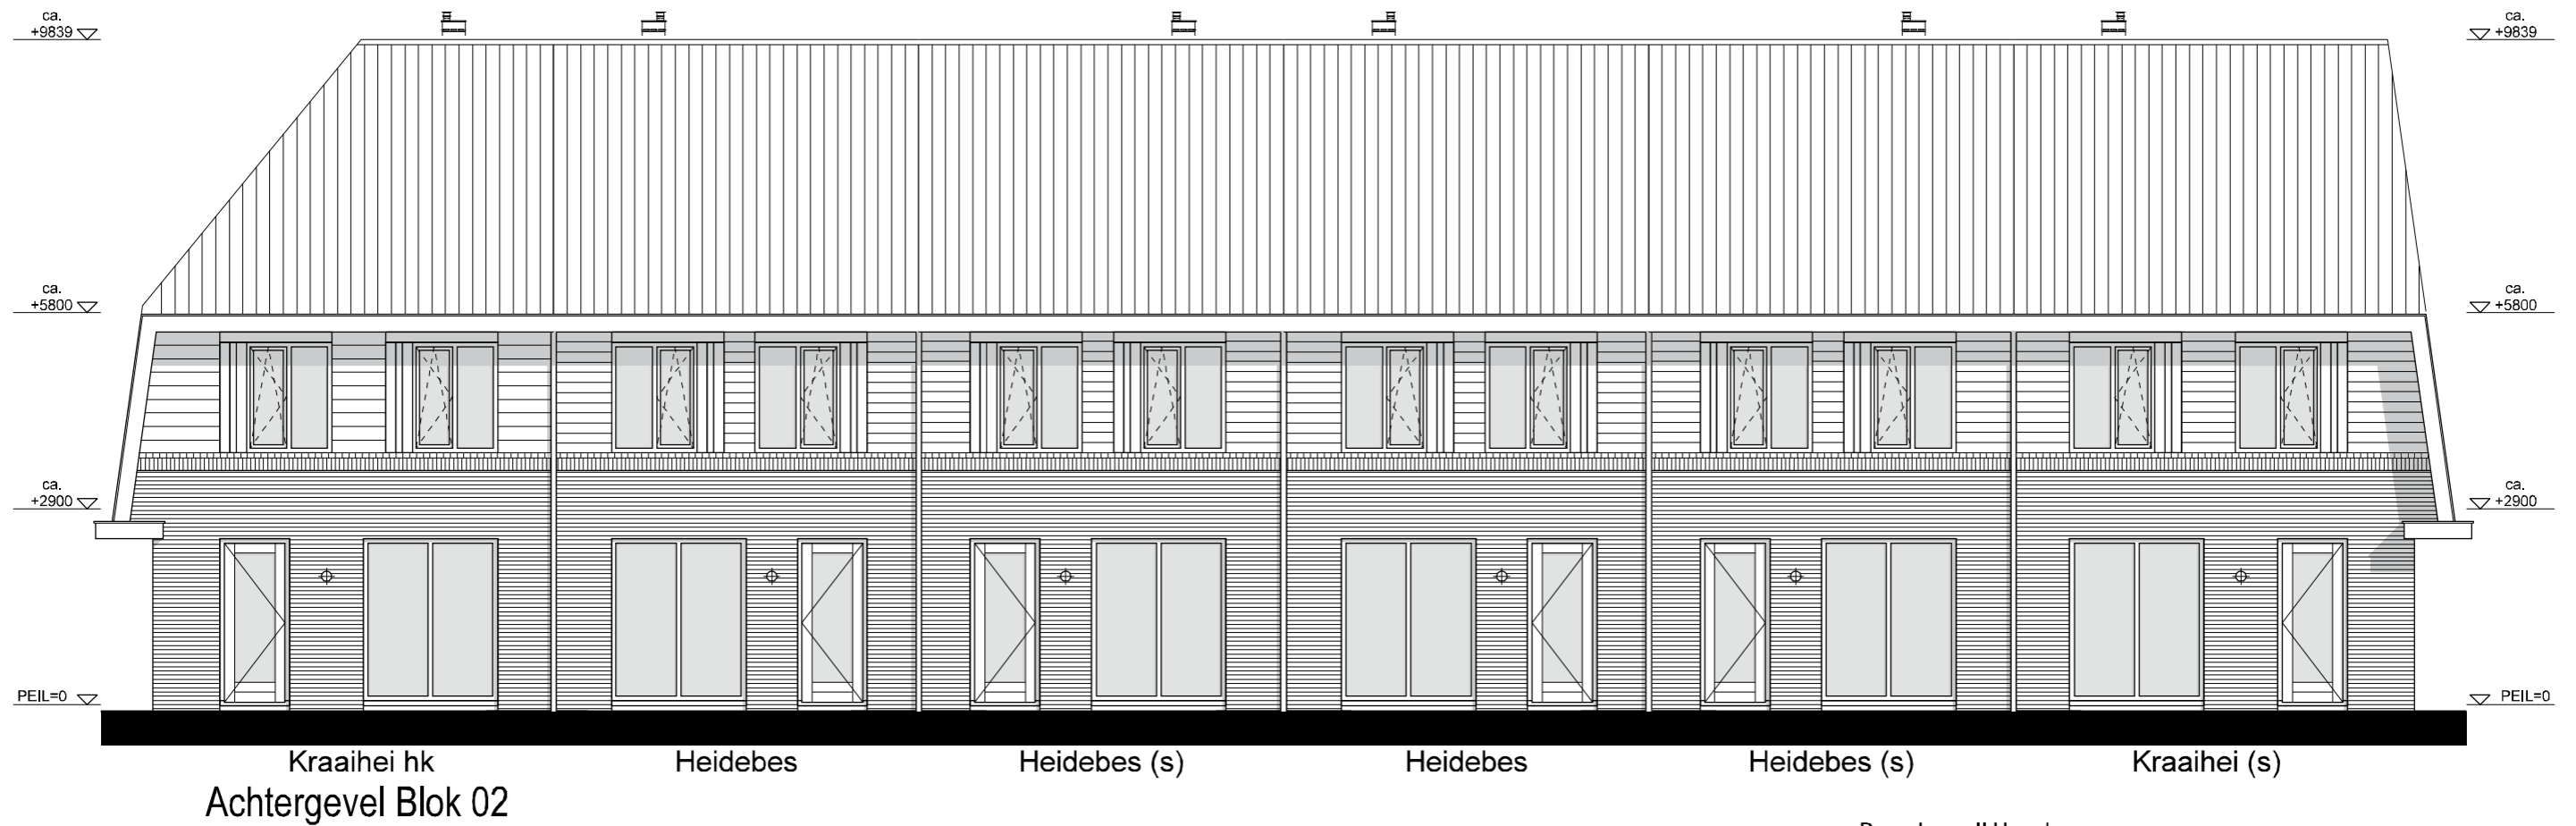 ca.
+9839
ca.
+9839
ca.
+5800
ca.
+5800
ca.
+2900
ca.
+2900
PEIL=0
PEIL=0
Kraaihei hk
Heidebes
Heidebes (s)
Heidebes
Heidebes (s)
Kraaihei (s)
Achtergevel Blok 02